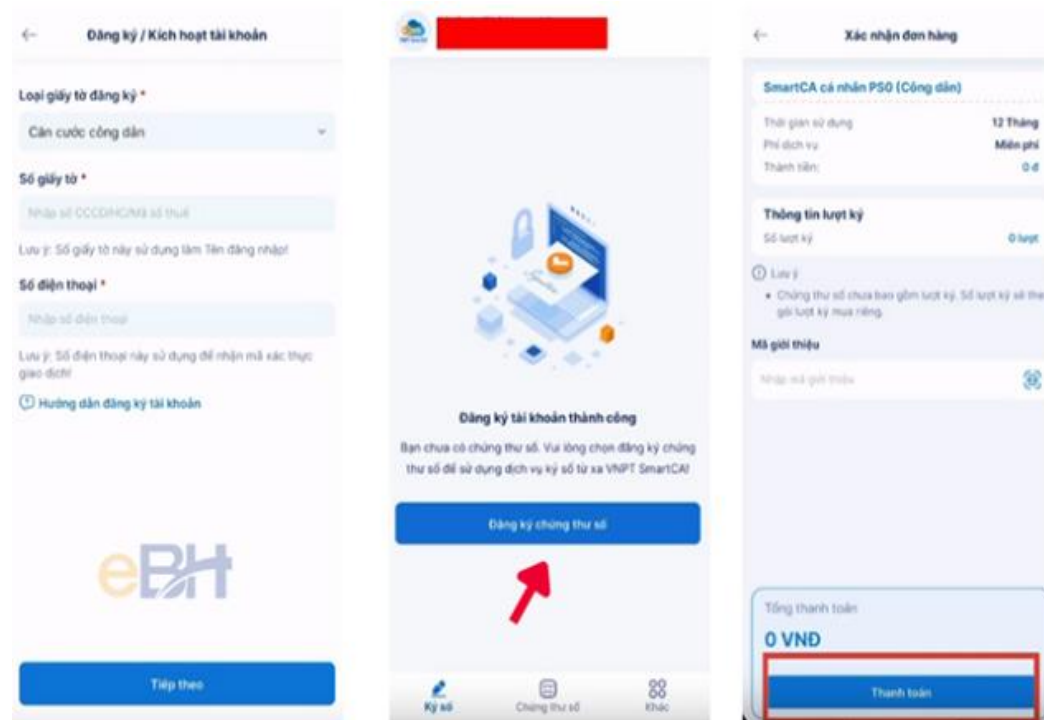 Đăng ký / Kích hoạt tài khoản
Loại giấy tờ đăng ký *
Căn cước công dân
Số giấy tờ *
Nhập số CCCD/HC/Mã số thuế
Lưu ý: Số giấy tờ này sử dụng làm Tên đăng nhập!
Số điện thoại *
Nhập số điện thoại
Lưu ý: Số điện thoại này sử dụng để nhận mã xác thực
giao dịch!
Hướng dẫn đăng ký tài khoản
eBH
Tiếp theo
Đăng ký tài khoản thành công
Bạn chưa có chứng thư số. Vui lòng chọn đăng ký chứng
thư số để sử dụng dịch vụ ký số từ xa VNPT SmartCA!
Đăng ký chứng thư số
Ký số
Chứng thư số
Khác
Xác nhận đơn hàng
SmartCA cá nhân PS0 (Công dân)
Thời gian sử dụng 12 Tháng
Phí dịch vụ Miễn phí
Thành tiền: 0 đ
Thông tin lượt ký
Số lượt ký 0 lượt
Lưu ý
• Chứng thư số chưa bao gồm lượt ký. Số lượt ký sẽ the
gói lượt ký mua riêng.
Mã giới thiệu
Nhập mã giới thiệu
Tổng thanh toán
0 VNĐ
Thanh toán